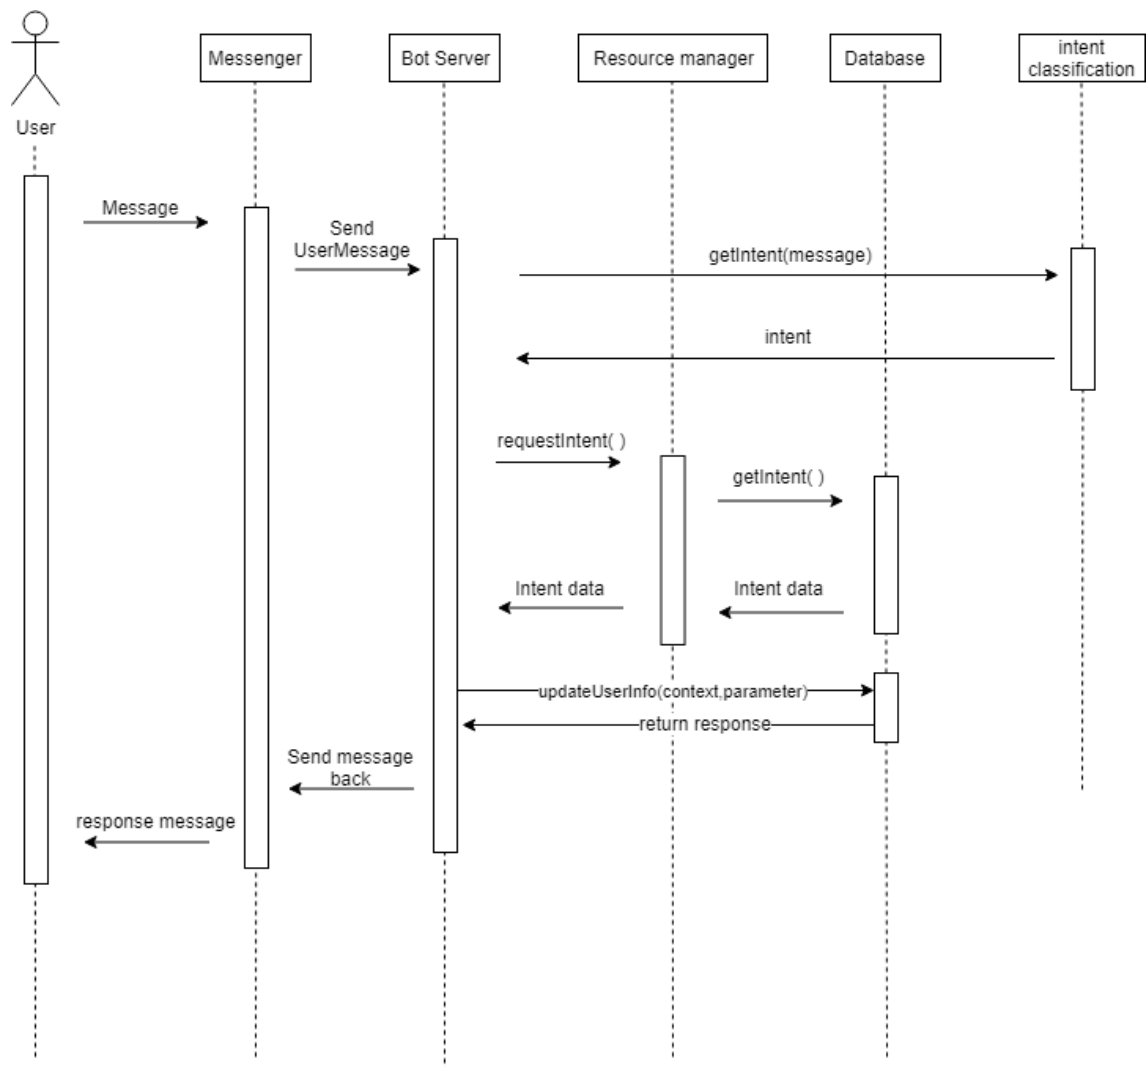 User
Messenger
Bot Server
Resource manager
Database
intent
classification
Message
Send
UserMessage
getIntent(message)
intent
requestIntent( )
getIntent( )
Intent data
Intent data
updateUserInfo(context,parameter)
return response
Send message
back
response message